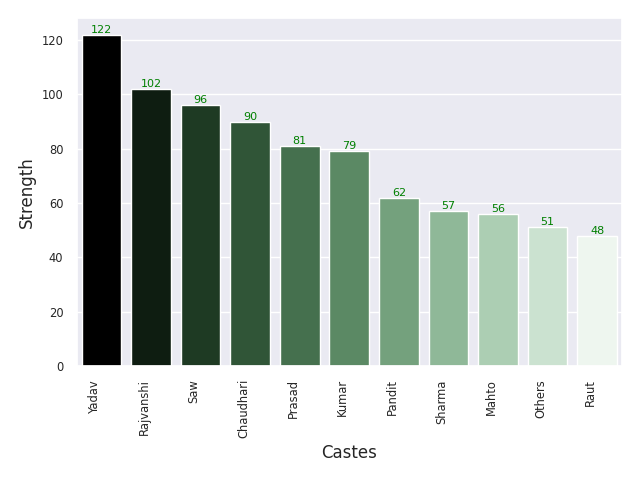 122
120
102
100
96
90
81
80
79
62
60
57
56
51
48
40
20
0
Strength
Yadav
Rajvanshi
Saw
Chaudhari
Prasad
Kumar
Pandit
Sharma
Mahto
Others
Raut
Castes